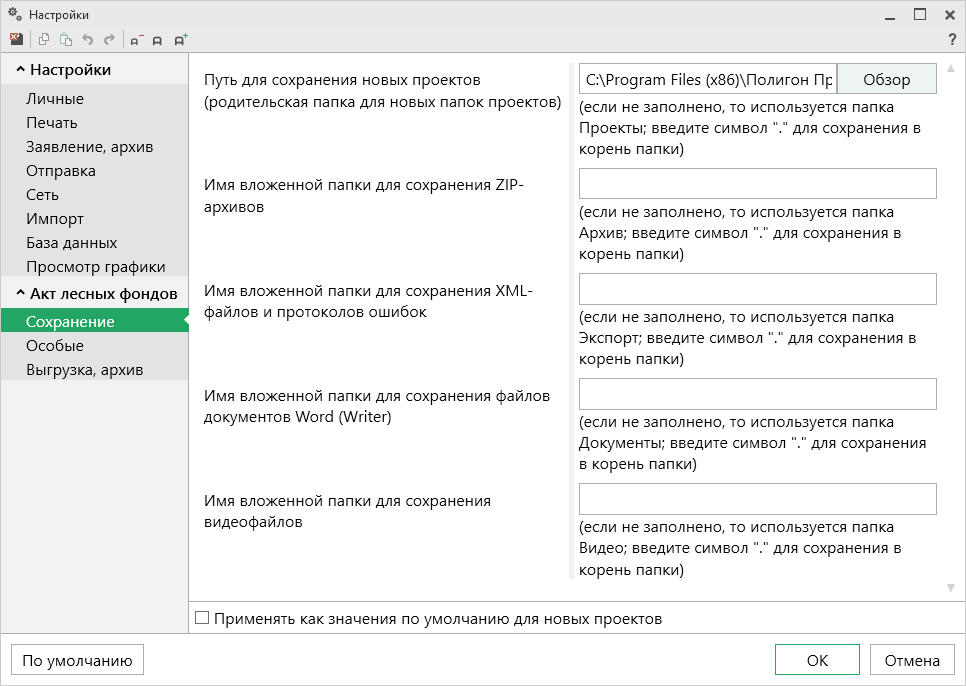 Настройки
?
Настройки
Личные
Печать
Заявление, архив
Отправка
Сеть
Импорт
База данных
Просмотр графики
Акт лесных фондов
Сохранение
Особые
Выгрузка, архив
Путь для сохранения новых проектов
(родительская папка для новых папок проектов)
C:\Program Files (x86)\Полигон Пр
Обзор
(если не заполнено, то используется папка
Проекты; введите символ "." для сохранения в
корень папки)
Имя вложенной папки для сохранения ZIP-
архивов
(если не заполнено, то используется папка
Архив; введите символ "." для сохранения в
корень папки)
Имя вложенной папки для сохранения XML-
файлов и протоколов ошибок
(если не заполнено, то используется папка
Экспорт; введите символ "." для сохранения в
корень папки)
Имя вложенной папки для сохранения файлов
документов Word (Writer)
(если не заполнено, то используется папка
Документы; введите символ "." для сохранения
в корень папки)
Имя вложенной папки для сохранения
видеофайлов
(если не заполнено, то используется папка
Видео; введите символ "." для сохранения в
корень папки)
Применять как значения по умолчанию для новых проектов
По умолчанию
ОК
Отмена